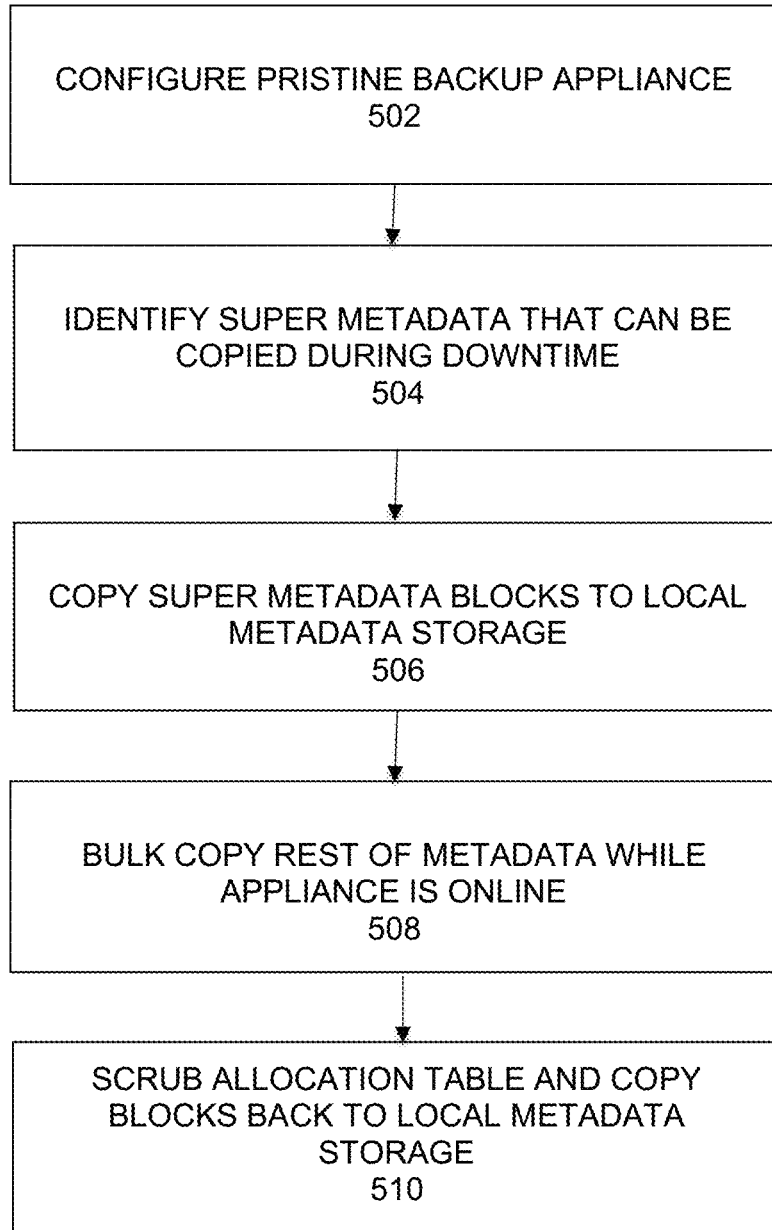 CONFIGURE PRISTINE BACKUP APPLIANCE
502
IDENTIFY SUPER METADATA THAT CAN BE
COPIED DURING DOWNTIME
504
COPY SUPER METADATA BLOCKS TO LOCAL
METADATA STORAGE
506
BULK COPY REST OF METADATA WHILE
APPLIANCE IS ONLINE
508
SCRUB ALLOCATION TABLE AND COPY
BLOCKS BACK TO LOCAL METADATA
STORAGE
510